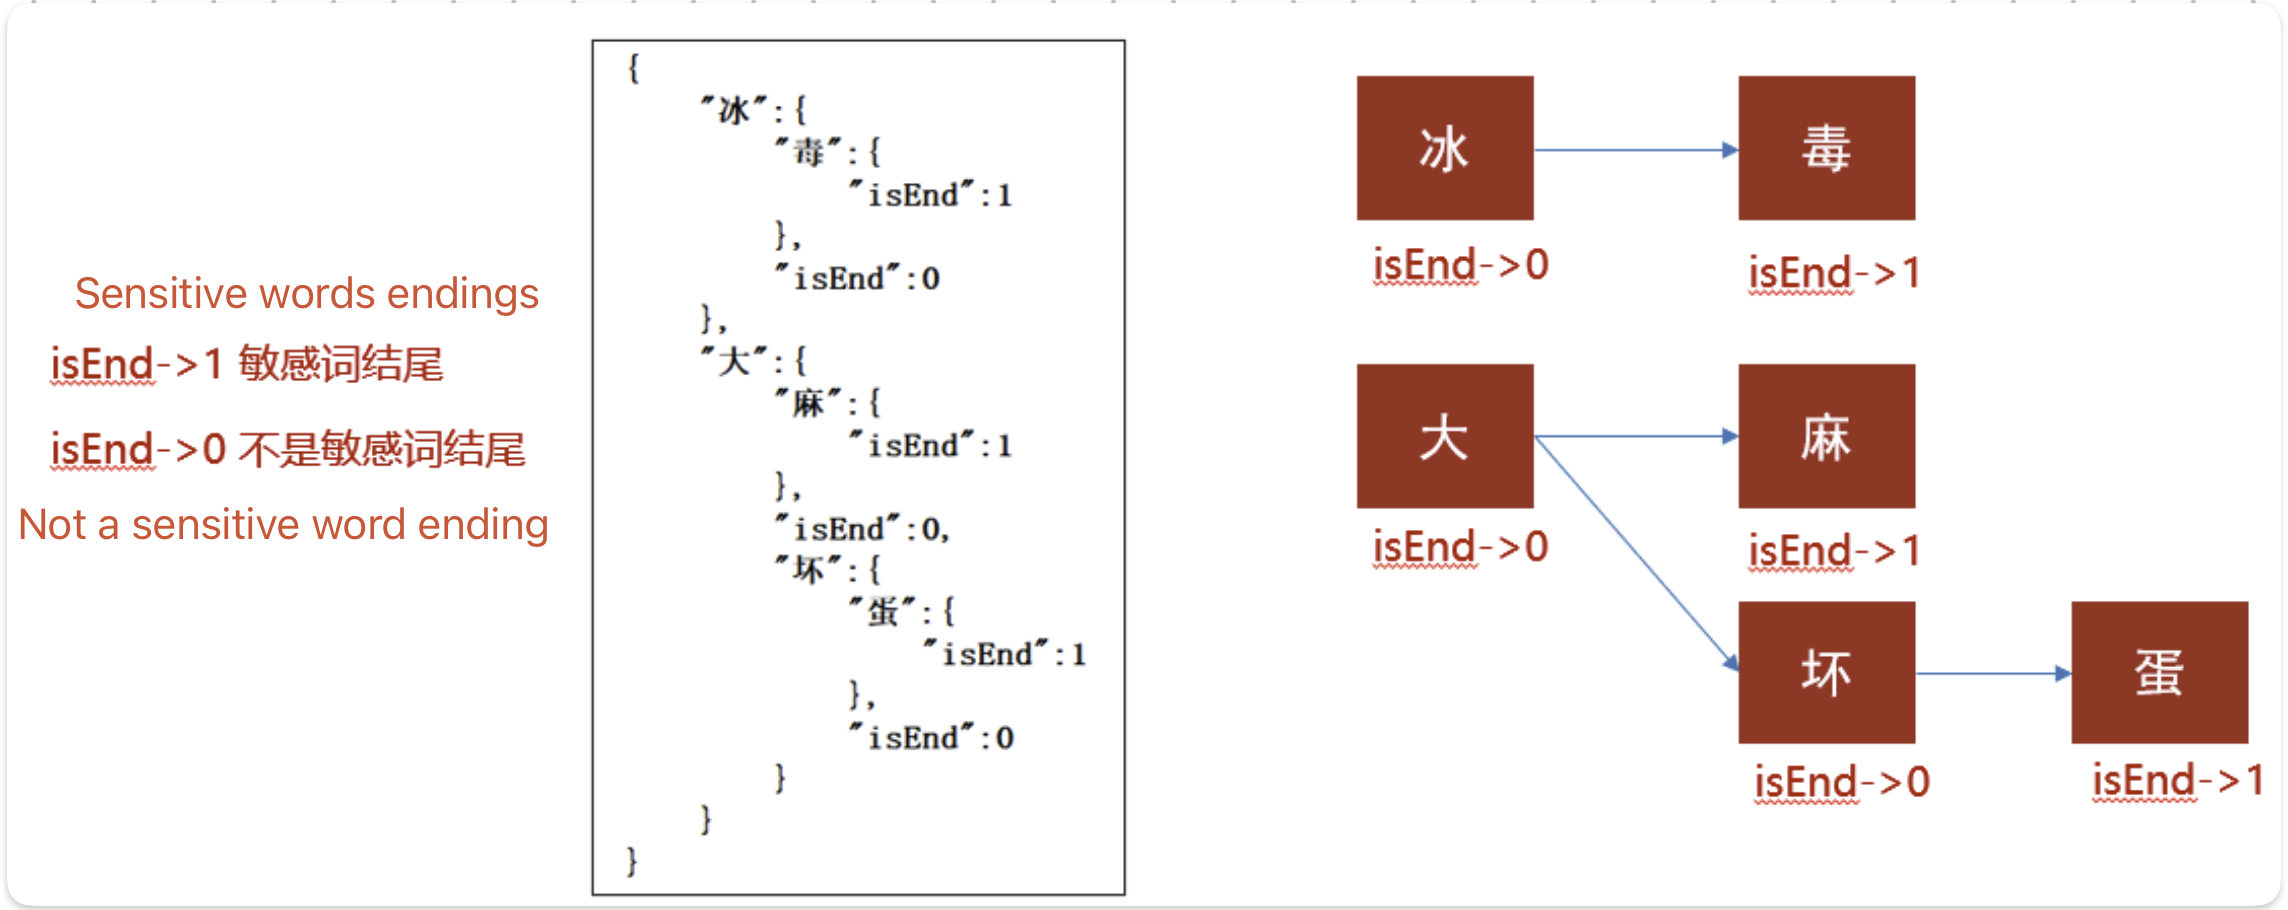 Sensitive words endings
isEnd->1 敏感词结尾
isEnd->0 不是敏感词结尾
Not a sensitive word ending
{
"冰":{
"毒":{
"isEnd":1
},
"isEnd":0
},
"大":{
"麻":{
"isEnd":1
},
"isEnd":0,
"坏":{
"蛋":{
"isEnd":1
},
"isEnd":0
}
}
}
冰
毒
isEnd->0
isEnd->1
大
麻
isEnd->0
isEnd->1
坏
蛋
isEnd->0
isEnd->1